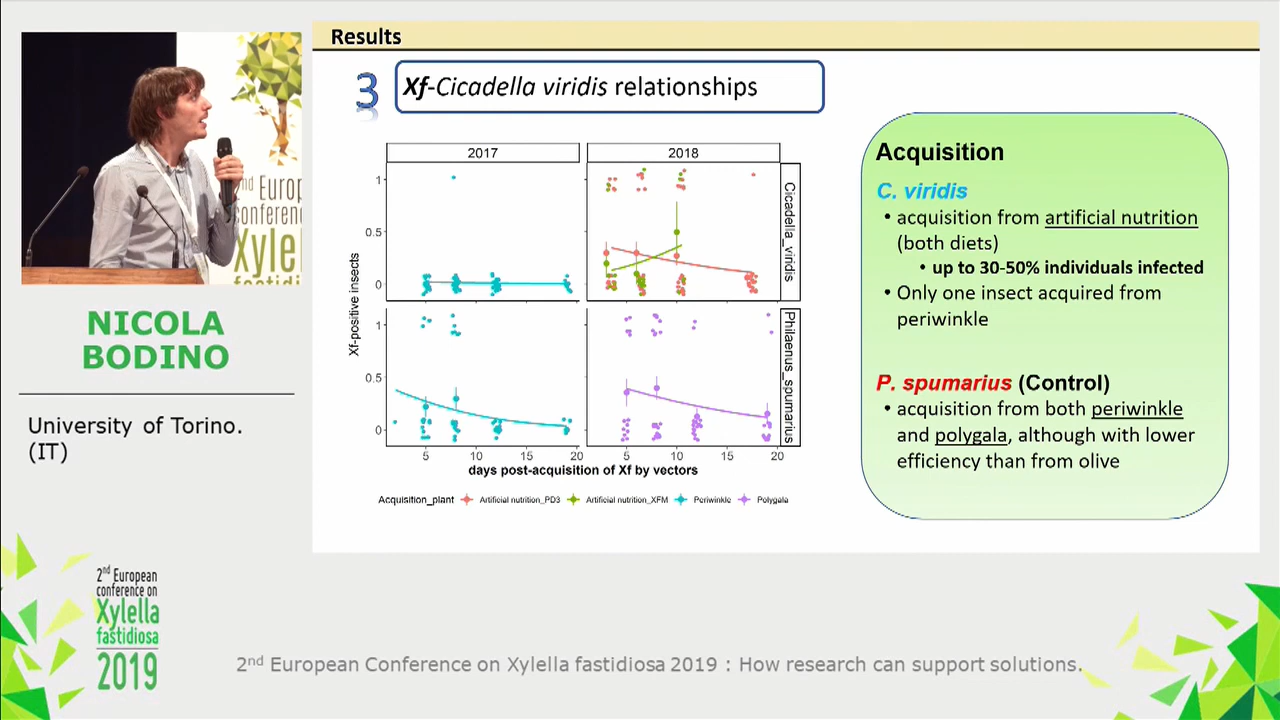 Results
3
Xf-Cicadella viridis relationships
2017
2018
1
0.5
0
Cicadella_viridis
1
0.5
0
Philaenus_spumarius
Xf-positive insects
5
10
15
20
5
10
15
20
days post-acquisition of Xf by vectors
Acquisition_plant
Artificial nutrition_PD3
Artificial nutrition_XFM
Periwinkle
Polygala
Acquisition
C. viridis
• acquisition from artificial nutrition
(both diets)
• up to 30-50% individuals infected
• Only one insect acquired from
periwinkle
P. spumarius (Control)
• acquisition from both periwinkle
and polygala, although with lower
efficiency than from olive
2nd Europ
conference
Xyle
fastidi
NICOLA
BODINO
University of Torino.
(IT)
2nd European
conference on
Xylella
fastidiosa
2019
2nd European Conference on Xylella fastidiosa 2019 : How research can support solutions.